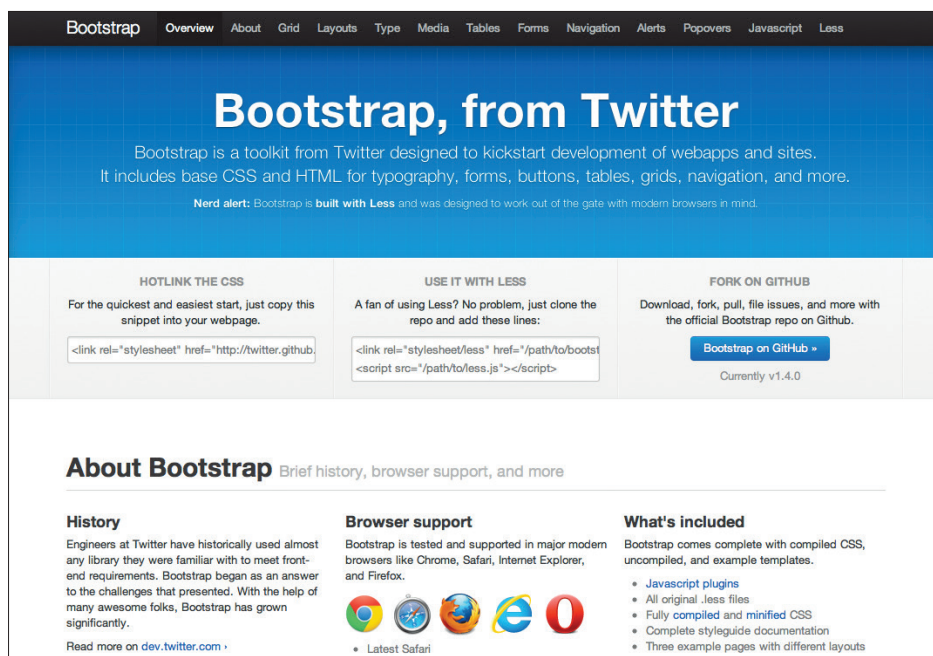 Bootstrap Overview About Grid Layouts Type Media Tables Forms Navigation Alerts Popovers Javascript Less
Bootstrap, from Twitter
Bootstrap is a toolkit from Twitter designed to kickstart development of webapps and sites.
It includes base CSS and HTML for typography, forms, buttons, tables, grids, navigation, and more.
Nerd alert: Bootstrap is built with Less and was designed to work out of the gate with modern browsers in mind.
HOTLINK THE CSS
For the quickest and easiest start, just copy this
snippet into your webpage.
<link rel="stylesheet" href="http://twitter.github.
USE IT WITH LESS
A fan of using Less? No problem, just clone the
repo and add these lines:
<link rel="stylesheet/less" href="/path/to/bootst
<script src="/path/to/less.js"></script>
FORK ON GITHUB
Download, fork, pull, file issues, and more with
the official Bootstrap repo on Github.
Bootstrap on GitHub »
Currently v1.4.0
About Bootstrap Brief history, browser support, and more
History
Engineers at Twitter have historically used almost
any library they were familiar with to meet front-
end requirements. Bootstrap began as an answer
to the challenges that presented. With the help of
many awesome folks, Bootstrap has grown
significantly.
Read more on dev.twitter.com ›
Browser support
Bootstrap is tested and supported in major modern
browsers like Chrome, Safari, Internet Explorer,
and Firefox.
• Latest Safari
What's included
Bootstrap comes complete with compiled CSS,
uncompiled, and example templates.
• Javascript plugins
• All original .less files
• Fully compiled and minified CSS
• Complete styleguide documentation
• Three example pages with different layouts